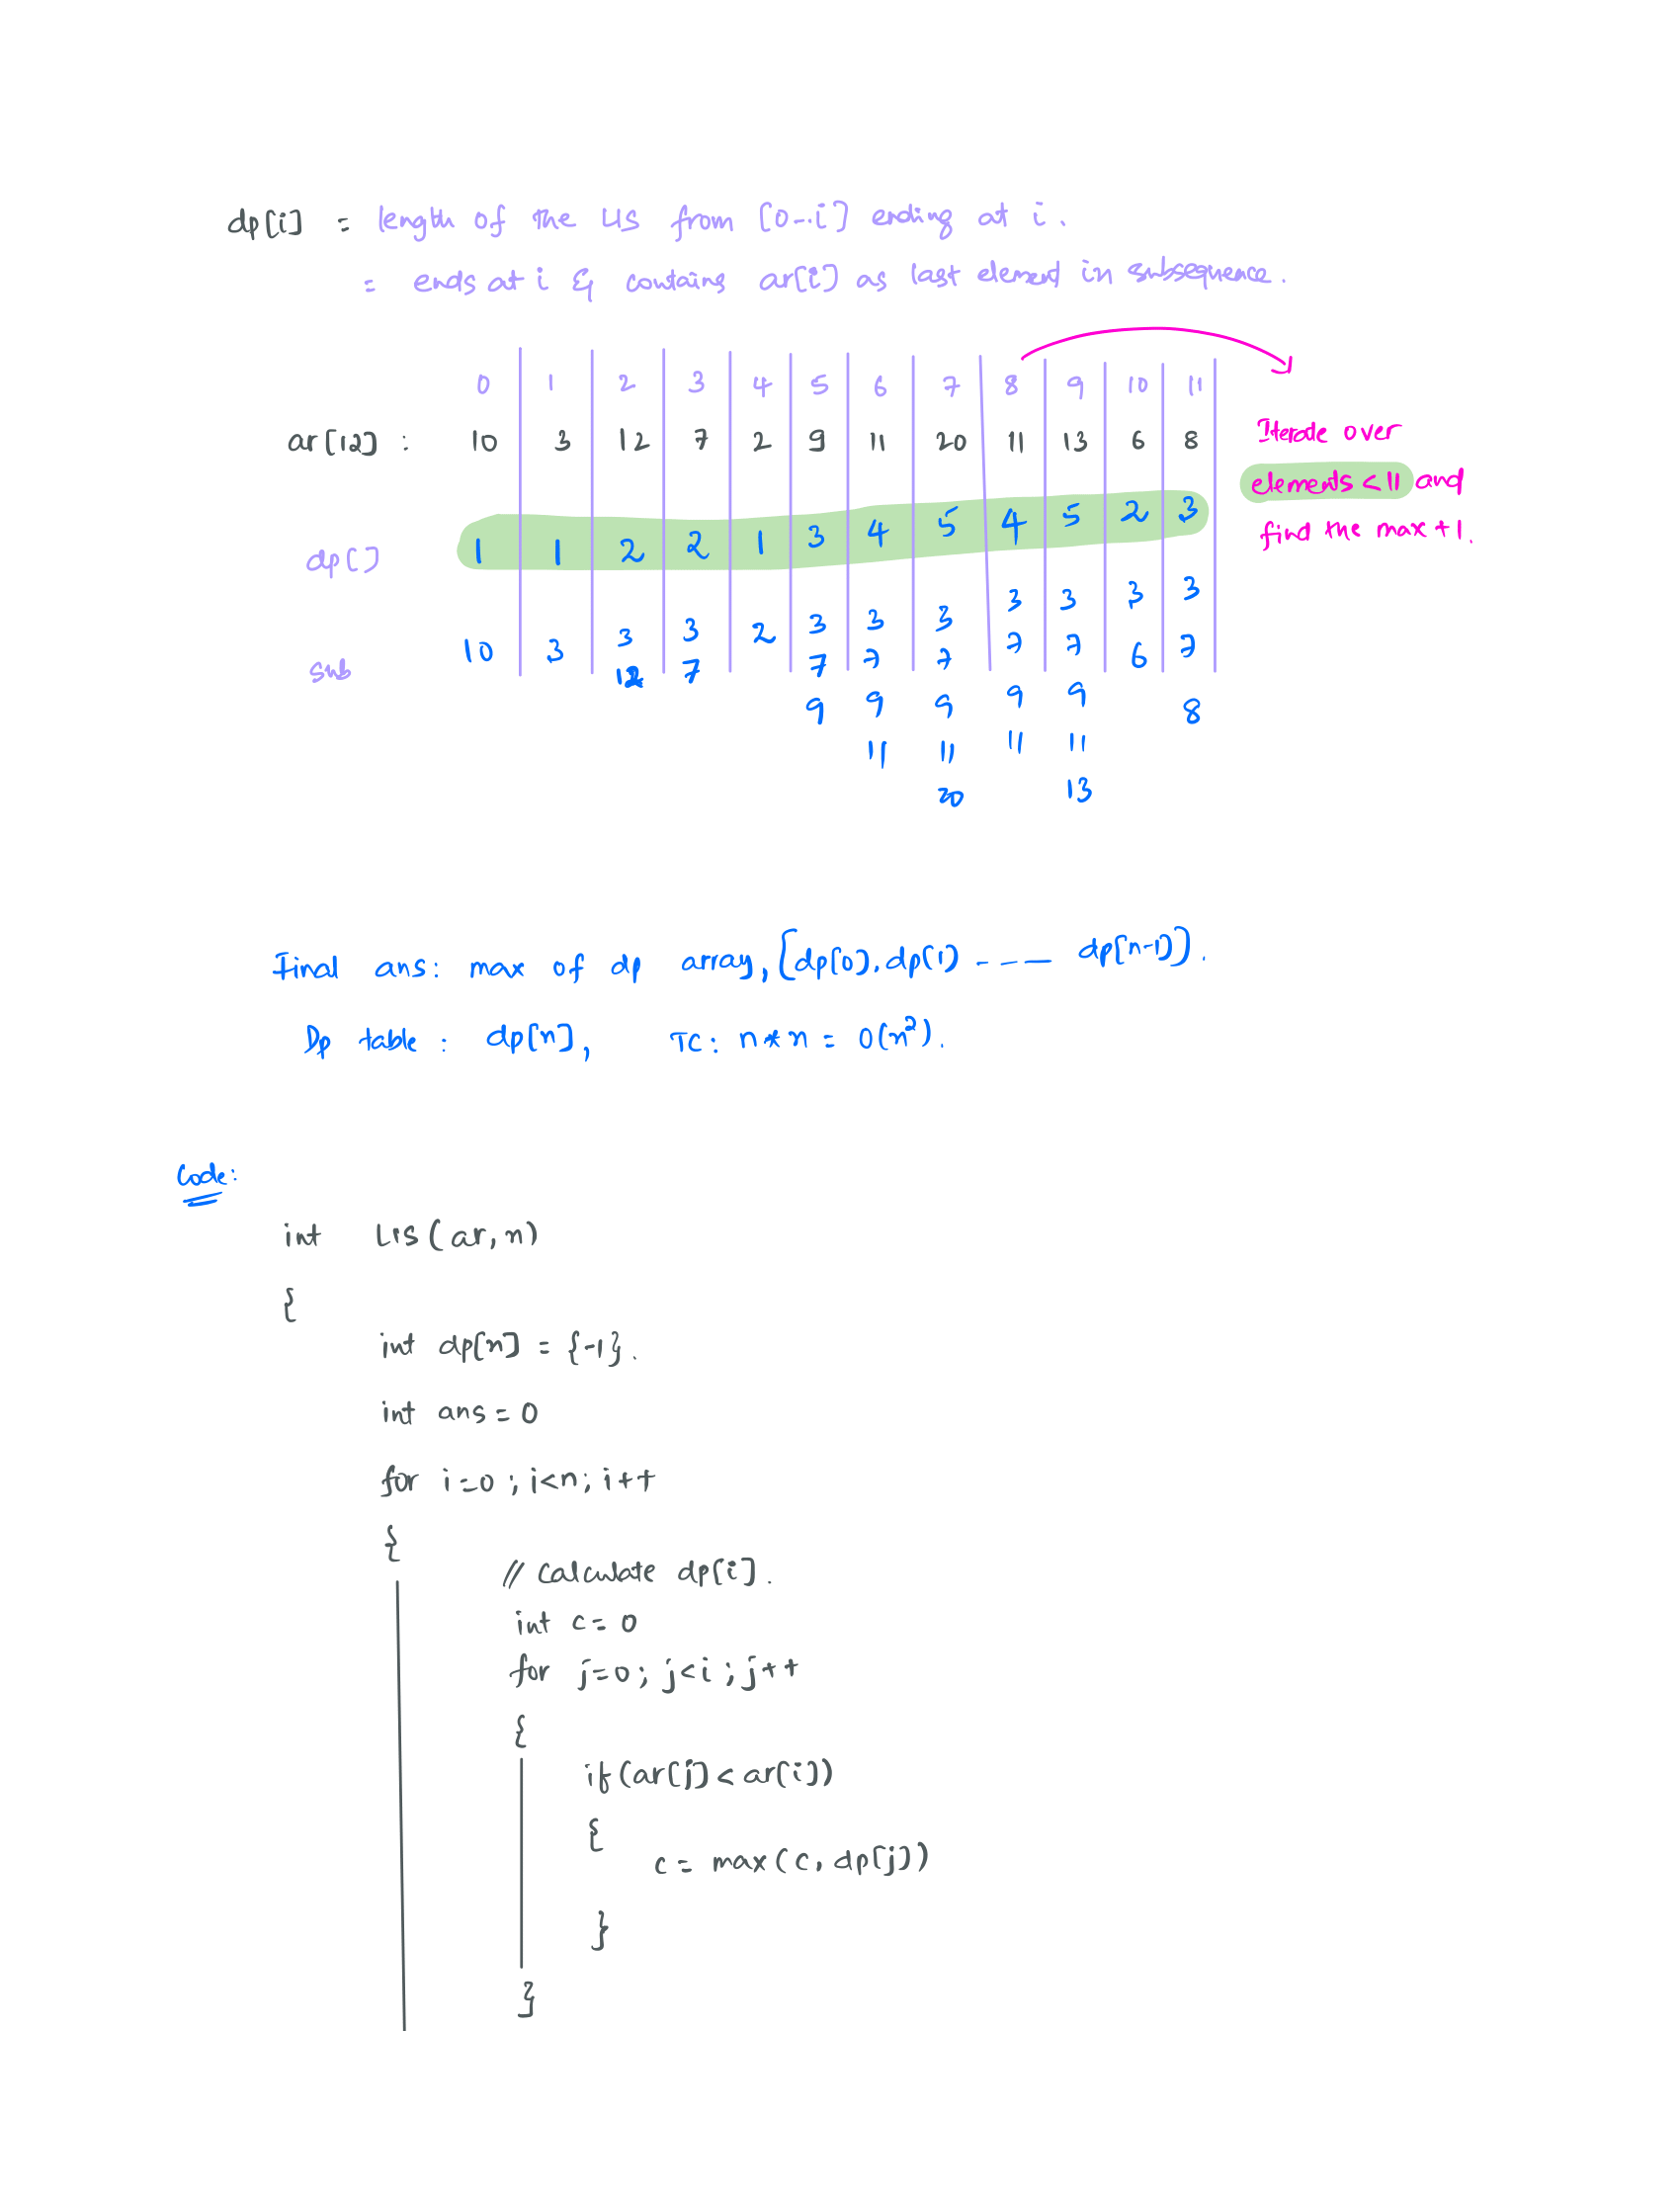 dp[i] = length of the LIS from [0--i] ending at i.
= ends at i & contains ar[i] as last element in subsequence.
0 1 2 3 4 5 6 7 8 9 10 11
ar[12] : 10 3 12 7 2 9 11 20 11 13 6 8
Iterate over
elements < 11 and
find the max + 1.
dp[] 1 1 2 2 1 3 4 5 4 5 2 3
sub 10 3 3 3 2 3 3 3 3 3 3 3
12 7 7 7 7 7 7 6 7
9 9 9 9 9 8
11 11 11 11
20 13
Final ans: max of dp array, [dp[0], dp[1] ---- dp[n-1]].
Dp table : dp[n], TC: n*n = O(n²).
Code:
int LIS(ar, n)
{
int dp[n] = {-1}.
int ans = 0
for i=0 ; i<n; i++
{
// calculate dp[i].
int c = 0
for j=0; j<i ; j++
{
if (ar[j] < ar[i])
{
c = max(c, dp[j])
}
}